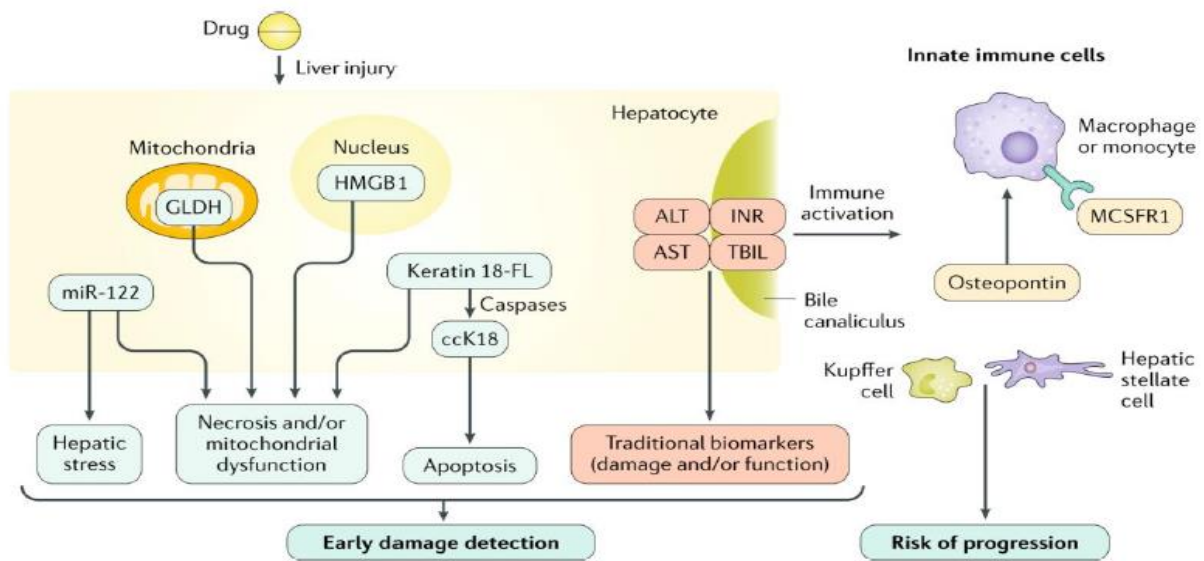 Drug
Liver injury
Innate immune cells
Hepatocyte
Mitochondria
Nucleus
GLDH
HMGB1
Macrophage
or monocyte
ALT
INR
AST
TBIL
Immune
activation
MCSFR1
miR-122
Keratin 18-FL
Caspases
ccK18
Osteopontin
Bile
canaliculus
Kupffer
cell
Hepatic
stellate
cell
Hepatic
stress
Necrosis and/or
mitochondrial
dysfunction
Apoptosis
Traditional biomarkers
(damage and/or function)
Early damage detection
Risk of progression